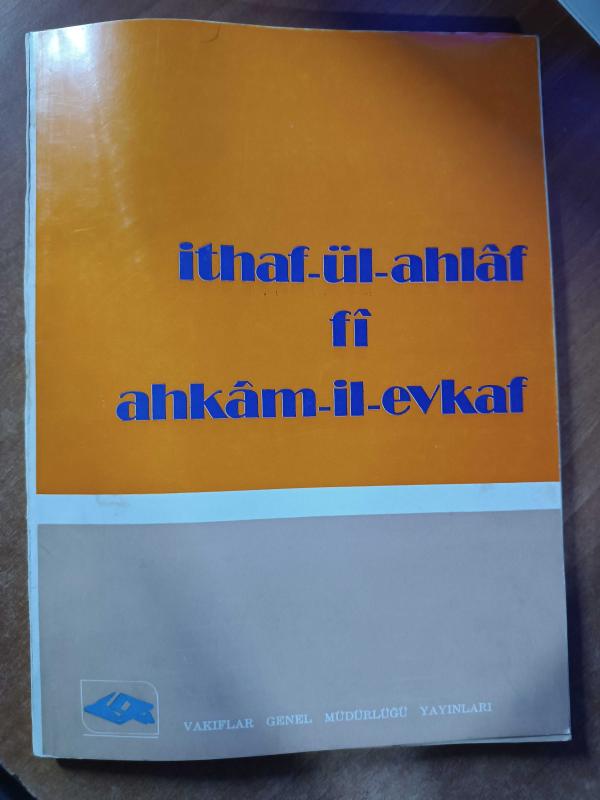 ithaf-ül-ahlâf
fî
ahkâm-il-evkaf
VAKIFLAR GENEL MÜDÜRLÜĞÜ YAYINLARI